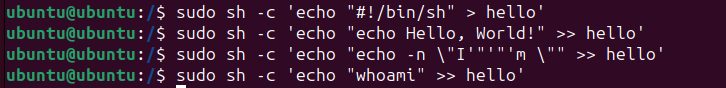 ubuntu@ubuntu:/$ sudo sh -c 'echo "#!/bin/sh" > hello'
ubuntu@ubuntu:/$ sudo sh -c 'echo "echo Hello, World!" >> hello'
ubuntu@ubuntu:/$ sudo sh -c 'echo "echo -n \"I'"'"'m \"" >> hello'
ubuntu@ubuntu:/$ sudo sh -c 'echo "whoami" >> hello'